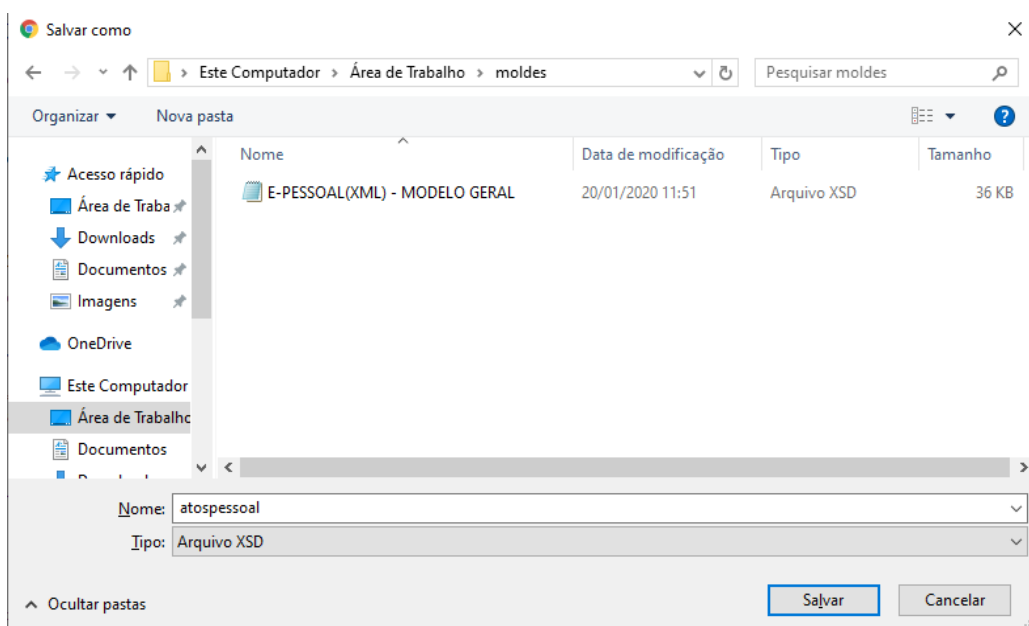 Salvar como
Este Computador > Área de Trabalho > moldes
Pesquisar moldes
Organizar
Nova pasta
?
Nome Data de modificação Tipo Tamanho
E-PESSOAL(XML) - MODELO GERAL 20/01/2020 11:51 Arquivo XSD 36 KB
Acesso rápido
Área de Traba
Downloads
Documentos
Imagens
OneDrive
Este Computador
Área de Trabalho
Documentos
Nome: atospessoal
Tipo: Arquivo XSD
Ocultar pastas
Salvar
Cancelar